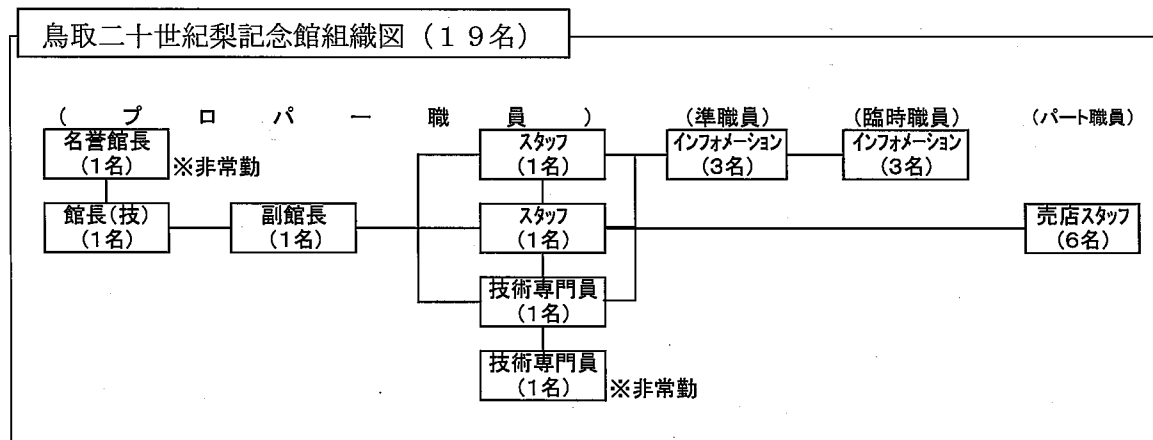 鳥取二十世紀梨記念館組織図（１９名）
(プロパー職員)
(準職員)
(臨時職員)
(パート職員)
名誉館長
(1名)
※非常勤
スタッフ
(1名)
インフォメーション
(3名)
インフォメーション
(3名)
館長(技)
(1名)
副館長
(1名)
スタッフ
(1名)
売店スタッフ
(6名)
技術専門員
(1名)
技術専門員
(1名)
※非常勤